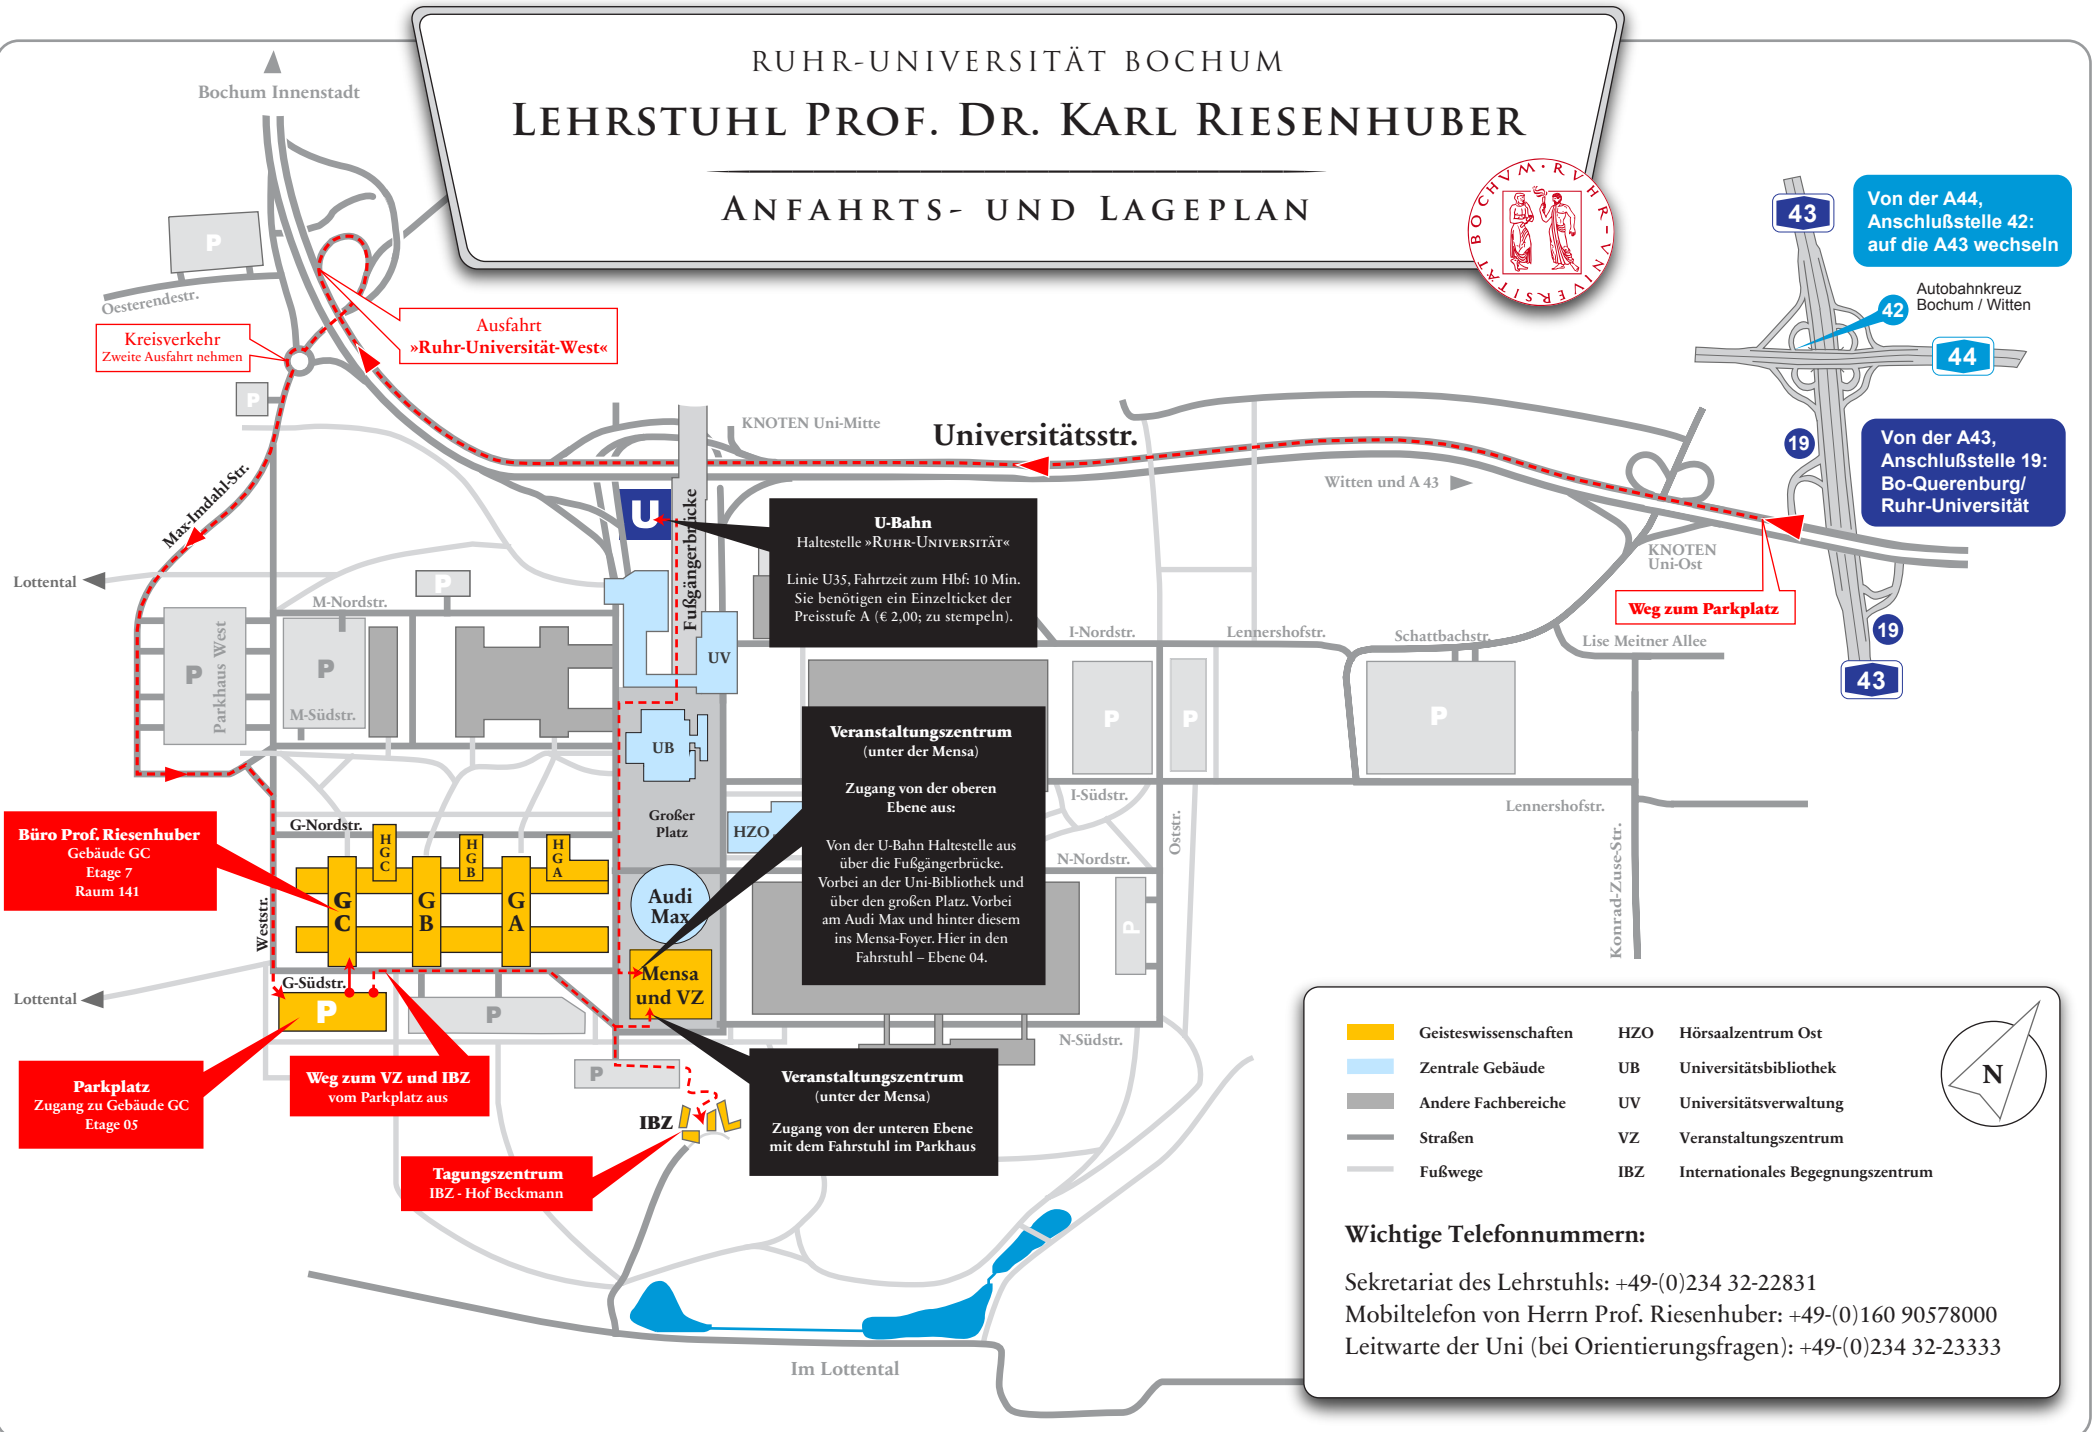 RUHR-UNIVERSITÄT BOCHUM
LEHRSTUHL PROF. DR. KARL RIESENHUBER
ANFAHRTS- UND LAGEPLAN
BOCHVM · RVHR-VNIVERSITÄT
Bochum Innenstadt
P
Oesterendestr.
Kreisverkehr
Zweite Ausfahrt nehmen
Ausfahrt
»Ruhr-Universität-West«
P
43
Von der A44,
Anschlußstelle 42:
auf die A43 wechseln
Autobahnkreuz
Bochum / Witten
42
44
19
Von der A43,
Anschlußstelle 19:
Bo-Querenburg/
Ruhr-Universität
19
43
KNOTEN Uni-Mitte
Universitätsstr.
Witten und A 43
KNOTEN
Uni-Ost
Weg zum Parkplatz
Max-Imdahl-Str.
Lottental
U
Fußgängerbrücke
U-Bahn
Haltestelle »RUHR-UNIVERSITÄT«
Linie U35, Fahrtzeit zum Hbf: 10 Min.
Sie benötigen ein Einzelticket der
Preisstufe A (€ 2,00; zu stempeln).
P
M-Nordstr.
P
Parkhaus West
P
M-Südstr.
UV
I-Nordstr.
Lennershofstr.
Schattbachstr.
Lise Meitner Allee
P
P
P
UB
Großer
Platz
HZO
Veranstaltungszentrum
(unter der Mensa)
Zugang von der oberen
Ebene aus:
Von der U-Bahn Haltestelle aus
über die Fußgängerbrücke.
Vorbei an der Uni-Bibliothek und
über den großen Platz. Vorbei
am Audi Max und hinter diesem
ins Mensa-Foyer. Hier in den
Fahrstuhl – Ebene 04.
I-Südstr.
Oststr.
N-Nordstr.
Lennershofstr.
Konrad-Zuse-Str.
P
Büro Prof. Riesenhuber
Gebäude GC
Etage 7
Raum 141
G-Nordstr.
HGC
HGB
HGA
GC
GB
GA
Weststr.
Audi
Max
Mensa
und VZ
Lottental
G-Südstr.
P
P
N-Südstr.
Parkplatz
Zugang zu Gebäude GC
Etage 05
Weg zum VZ und IBZ
vom Parkplatz aus
P
IBZ
Tagungszentrum
IBZ - Hof Beckmann
Veranstaltungszentrum
(unter der Mensa)
Zugang von der unteren Ebene
mit dem Fahrstuhl im Parkhaus
Im Lottental
Geisteswissenschaften
Zentrale Gebäude
Andere Fachbereiche
Straßen
Fußwege
HZO Hörsaalzentrum Ost
UB Universitätsbibliothek
UV Universitätsverwaltung
VZ Veranstaltungszentrum
IBZ Internationales Begegnungszentrum
N
Wichtige Telefonnummern:
Sekretariat des Lehrstuhls: +49-(0)234 32-22831
Mobiltelefon von Herrn Prof. Riesenhuber: +49-(0)160 90578000
Leitwarte der Uni (bei Orientierungsfragen): +49-(0)234 32-23333